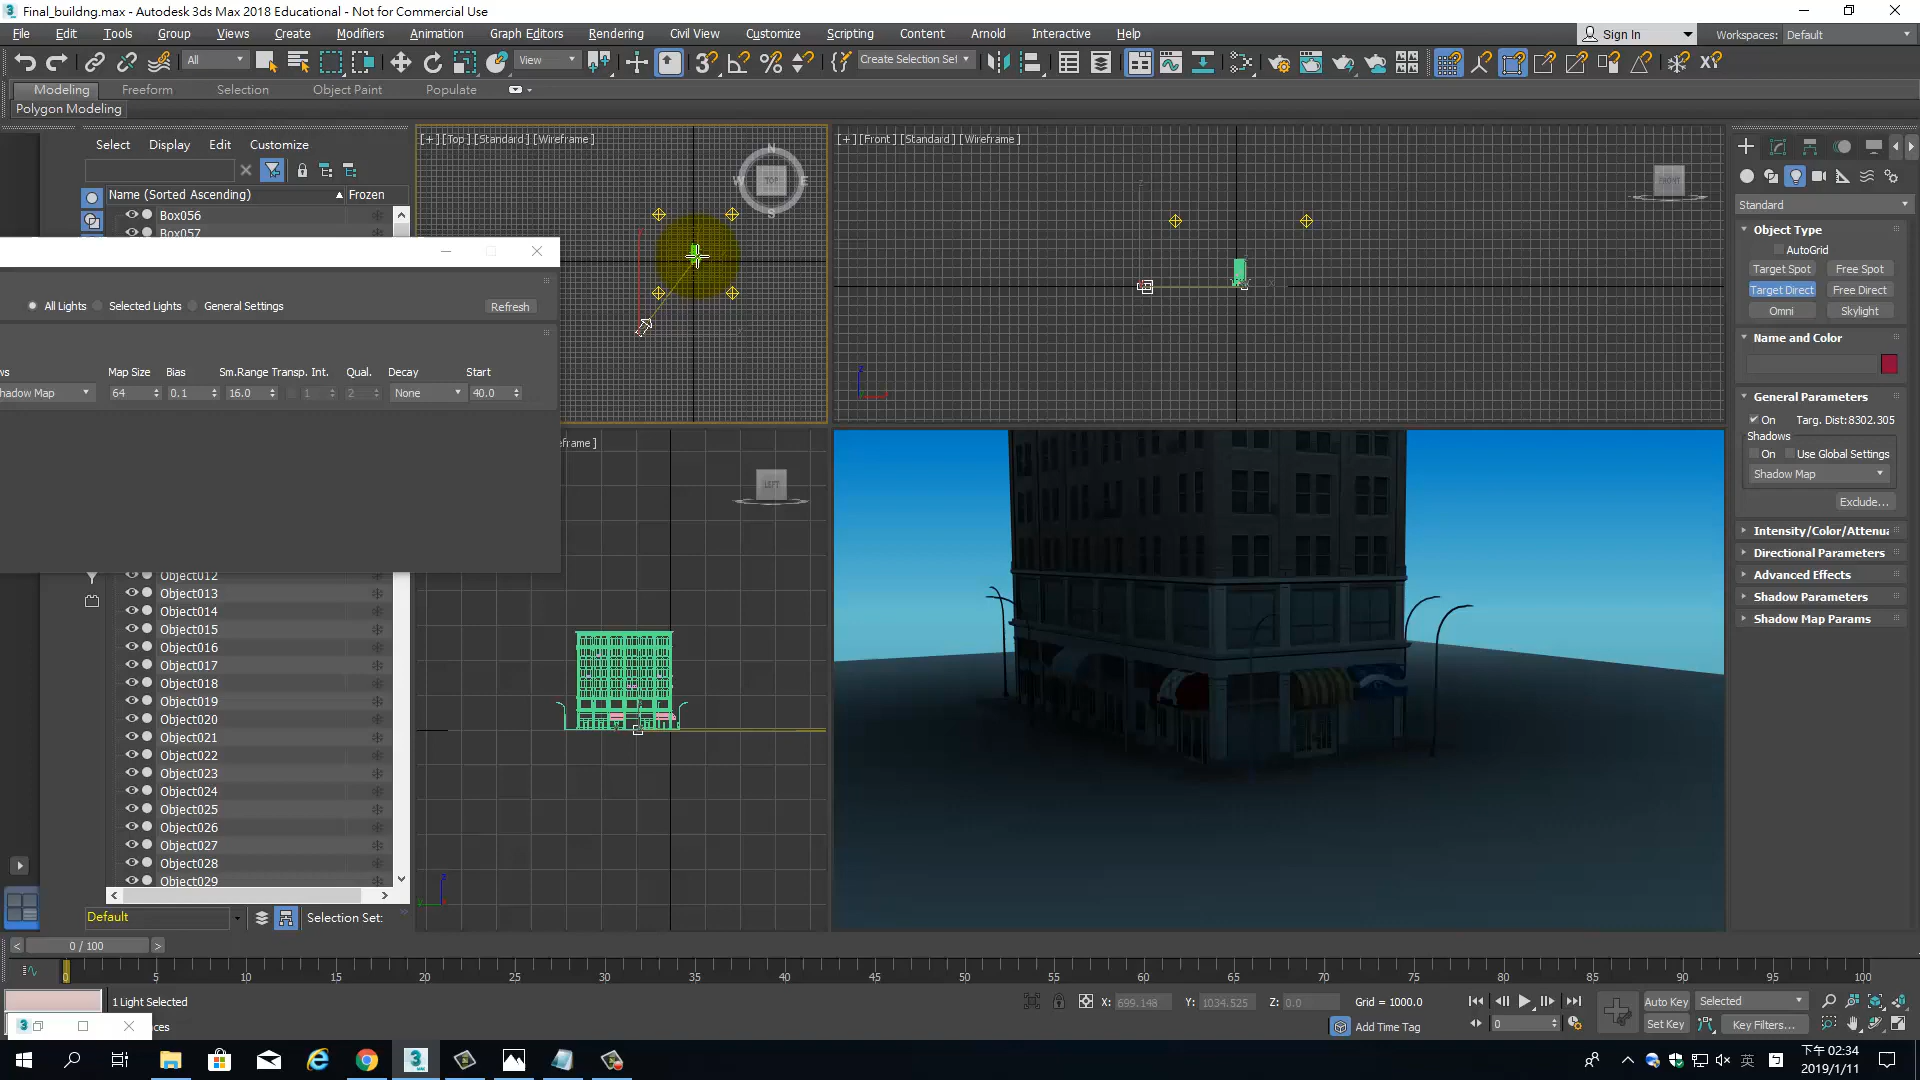 Final_buildng.max - Autodesk 3ds Max 2018 Educational - Not for Commercial Use
File Edit Tools Group Views Create Modifiers Animation Graph Editors Rendering Civil View Customize Scripting Content Arnold Interactive Help
Sign In
Workspaces: Default
All
View
Create Selection Set
Modeling Freeform Selection Object Paint Populate
Polygon Modeling
Select Display Edit Customize
Name (Sorted Ascending) Frozen
Box056
Box057
All Lights Selected Lights General Settings Refresh
Map Size Bias Sm.Range Transp. Int. Qual. Decay Start
hadow Map 64 0.1 16.0 1 2 None 40.0
Object012
Object013
Object014
Object015
Object016
Object017
Object018
Object019
Object020
Object021
Object022
Object023
Object024
Object025
Object026
Object027
Object028
Object029
Default
Selection Set:
[+] [Top] [Standard] [Wireframe]
N
W TOP E
S
[+] [Front] [Standard] [Wireframe]
FRONT
eframe]
LEFT
Standard
Object Type
AutoGrid
Target Spot Free Spot
Target Direct Free Direct
Omni Skylight
Name and Color
General Parameters
On Targ. Dist:8302.305
Shadows
On Use Global Settings
Shadow Map
Exclude...
Intensity/Color/Attenua
Directional Parameters
Advanced Effects
Shadow Parameters
Shadow Map Params
< 0 / 100 >
0 5 10 15 20 25 30 35 40 45 50 55 60 65 70 75 80 85 90 95 100
1 Light Selected
X: 699.148 Y: 1034.525 Z: 0.0 Grid = 1000.0
Add Time Tag
0
Auto Key Selected
Set Key Key Filters...
下午 02:34
2019/1/11
英